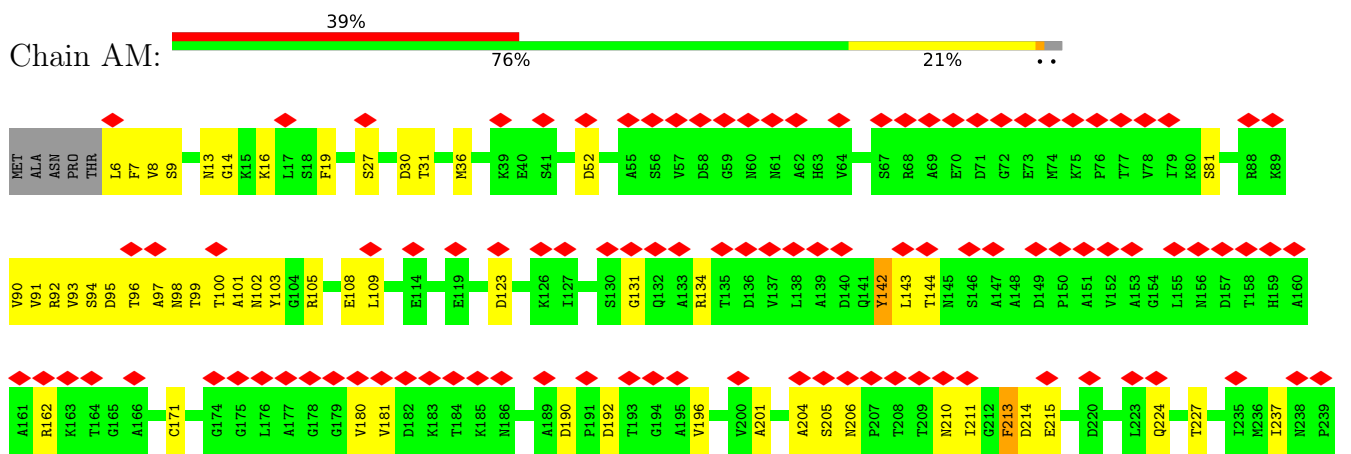 39%
Chain AM:
76% 21% ..
MET ALA ASN PRO THR L6 F7 V8 S9 N13 G14 K15 K16 L17 S18 F19 S27 D30 T31 M36 K39 E40 S41 D52 A55 S56 V57 D58 G59 N60 N61 A62 H63 V64 S67 R68 A69 E70 D71 G72 E73 M74 K75 P76 T77 V78 I79 K80 S81 R88 K89
V90 V91 R92 V93 S94 D95 T96 A97 N98 T99 T100 A101 N102 Y103 G104 R105 E108 L109 E114 E119 D123 K126 I127 S130 G131 Q132 A133 R134 T135 D136 V137 L138 A139 D140 Q141 Y142 L143 T144 N145 S146 A147 A148 D149 P150 A151 V152 A153 G154 L155 N156 D157 T158 H159 A160
A161 R162 K163 T164 G165 A166 C171 G174 G175 L176 A177 G178 G179 V180 V181 D182 K183 T184 K185 N186 A189 D190 P191 D192 T193 G194 A195 V196 V200 A201 A204 S205 N206 P207 T208 T209 N210 I211 G212 F213 D214 E215 D220 L223 Q224 T227 I235 M236 I237 N238 P239